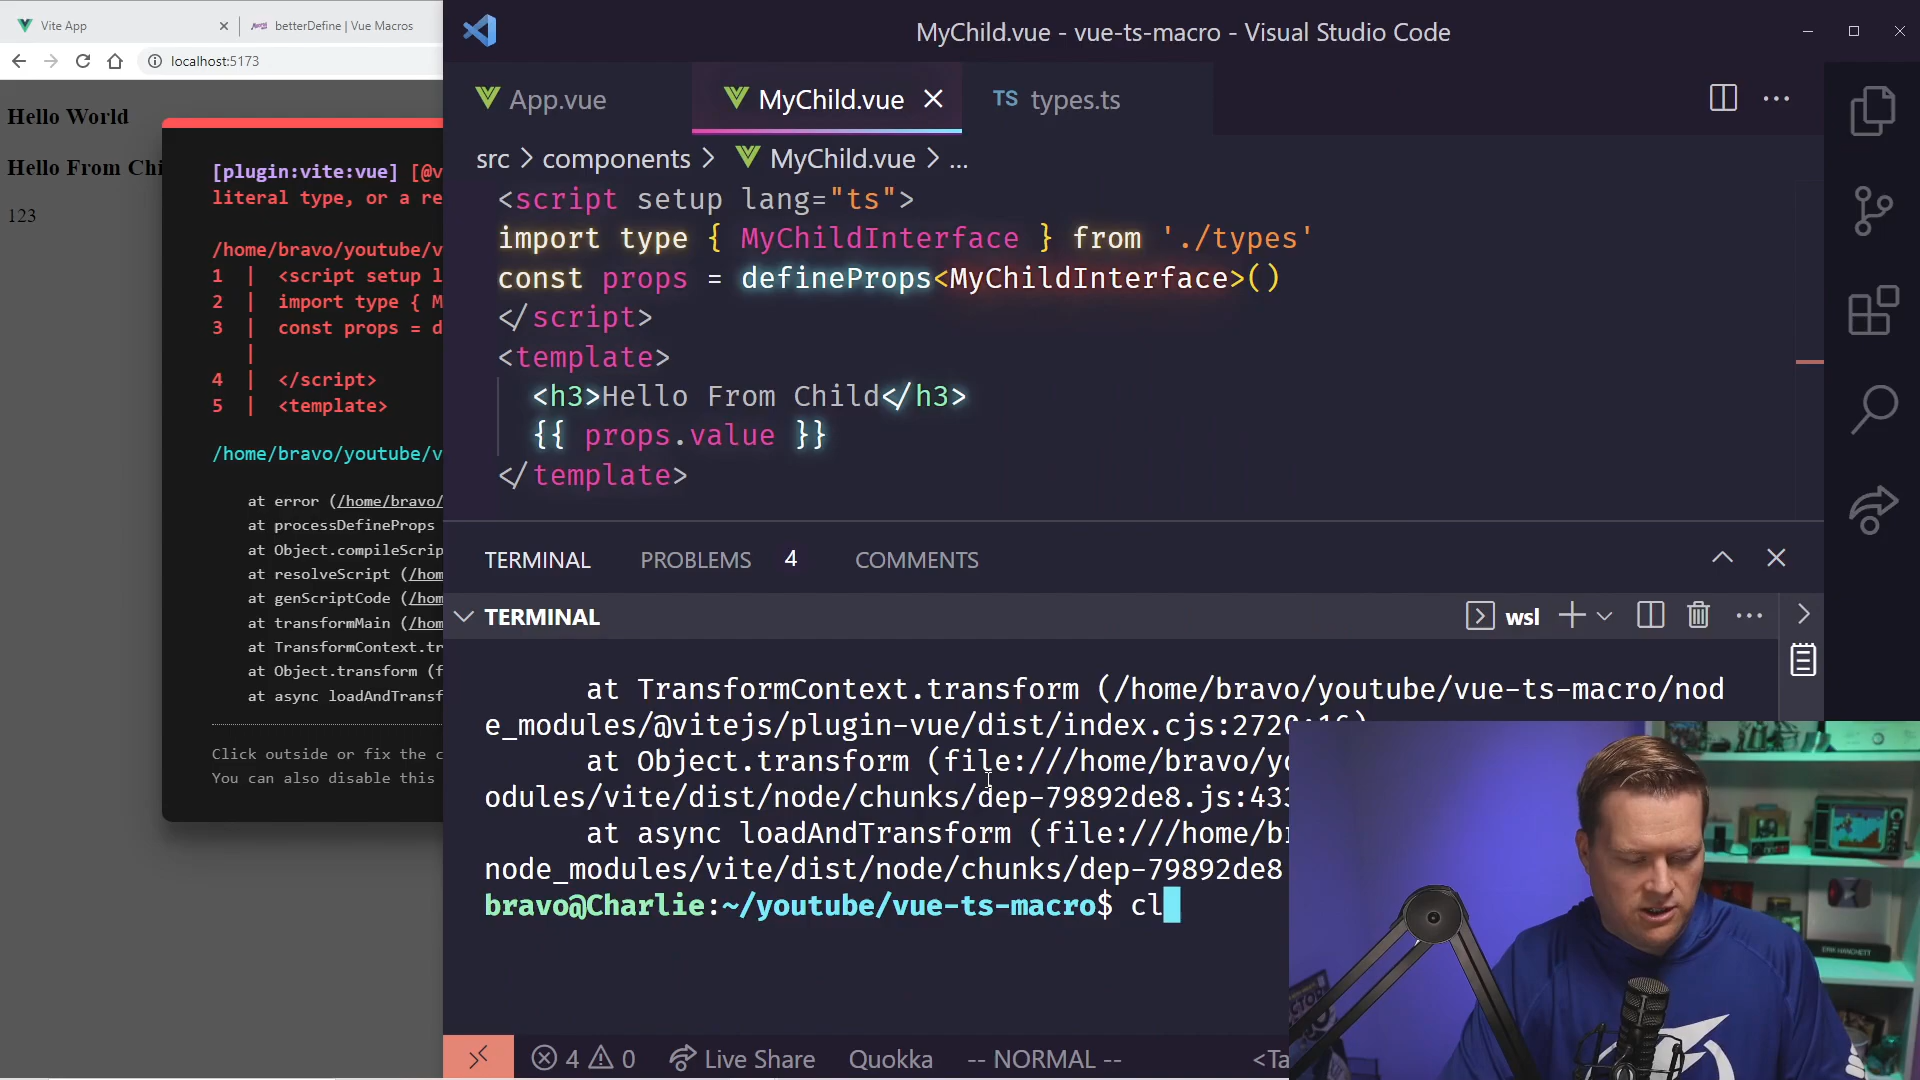 Vite App
betterDefine | Vue Macros
localhost:5173
Hello World
Hello From Chi
123
[plugin:vite:vue] [@v
literal type, or a re
/home/bravo/youtube/v
1 | <script setup l
2 | import type { M
3 | const props = d
|
4 | </script>
5 | <template>
/home/bravo/youtube/v
at error (/home/bravo/
at processDefineProps
at Object.compileScrip
at resolveScript (/hom
at genScriptCode (/hom
at transformMain (/hom
at TransformContext.tr
at Object.transform (f
at async loadAndTransf
Click outside or fix the c
You can also disable this
MyChild.vue - vue-ts-macro - Visual Studio Code
App.vue
MyChild.vue
TS types.ts
src > components > MyChild.vue > ...
<script setup lang="ts">
import type { MyChildInterface } from './types'
const props = defineProps<MyChildInterface>()
</script>
<template>
<h3>Hello From Child</h3>
{{ props.value }}
</template>
TERMINAL PROBLEMS 4 COMMENTS
TERMINAL
wsl
at TransformContext.transform (/home/bravo/youtube/vue-ts-macro/nod
e_modules/@vitejs/plugin-vue/dist/index.cjs:2720:16)
at Object.transform (file:///home/bravo/yo
odules/vite/dist/node/chunks/dep-79892de8.js:433
at async loadAndTransform (file:///home/br
node_modules/vite/dist/node/chunks/dep-79892de8
bravo@Charlie:~/youtube/vue-ts-macro$ cl
4 0 Live Share Quokka -- NORMAL -- <Ta
ERIK HANCHETT